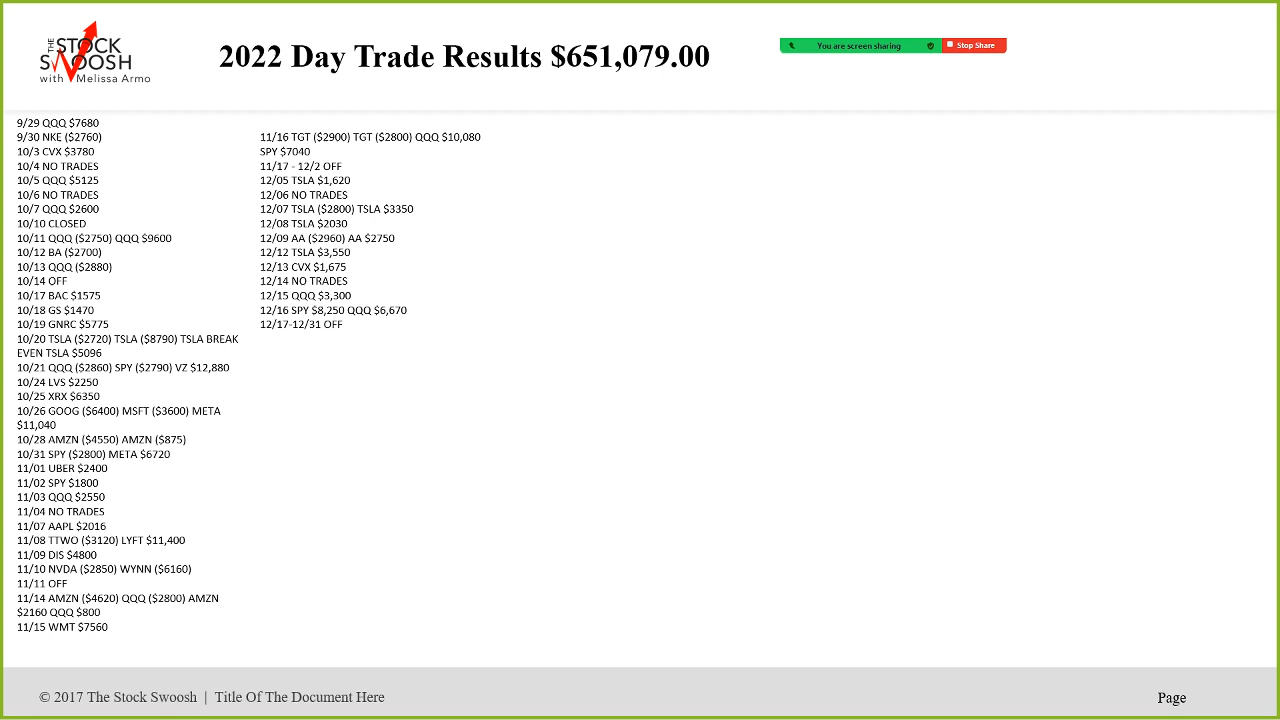 THE
STOCK
SWOOSH
with Melissa Armo
2022 Day Trade Results $651,079.00
You are screen sharing
Stop Share
9/29 QQQ $7680
9/30 NKE ($2760)
10/3 CVX $3780
10/4 NO TRADES
10/5 QQQ $5125
10/6 NO TRADES
10/7 QQQ $2600
10/10 CLOSED
10/11 QQQ ($2750) QQQ $9600
10/12 BA ($2700)
10/13 QQQ ($2880)
10/14 OFF
10/17 BAC $1575
10/18 GS $1470
10/19 GNRC $5775
10/20 TSLA ($2720) TSLA ($8790) TSLA BREAK
EVEN TSLA $5096
10/21 QQQ ($2860) SPY ($2790) VZ $12,880
10/24 LVS $2250
10/25 XRX $6350
10/26 GOOG ($6400) MSFT ($3600) META
$11,040
10/28 AMZN ($4550) AMZN ($875)
10/31 SPY ($2800) META $6720
11/01 UBER $2400
11/02 SPY $1800
11/03 QQQ $2550
11/04 NO TRADES
11/07 AAPL $2016
11/08 TTWO ($3120) LYFT $11,400
11/09 DIS $4800
11/10 NVDA ($2850) WYNN ($6160)
11/11 OFF
11/14 AMZN ($4620) QQQ ($2800) AMZN
$2160 QQQ $800
11/15 WMT $7560
11/16 TGT ($2900) TGT ($2800) QQQ $10,080
SPY $7040
11/17 - 12/2 OFF
12/05 TSLA $1,620
12/06 NO TRADES
12/07 TSLA ($2800) TSLA $3350
12/08 TSLA $2030
12/09 AA ($2960) AA $2750
12/12 TSLA $3,550
12/13 CVX $1,675
12/14 NO TRADES
12/15 QQQ $3,300
12/16 SPY $8,250 QQQ $6,670
12/17-12/31 OFF
© 2017 The Stock Swoosh | Title Of The Document Here
Page